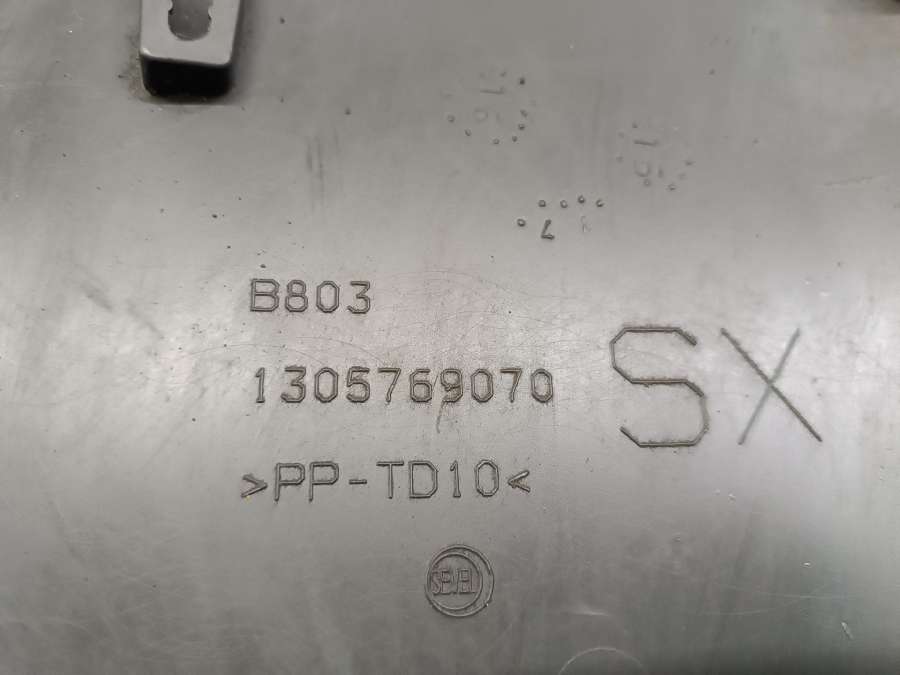 B803
1305769070
SX
>PP-TD10<
SEVEL